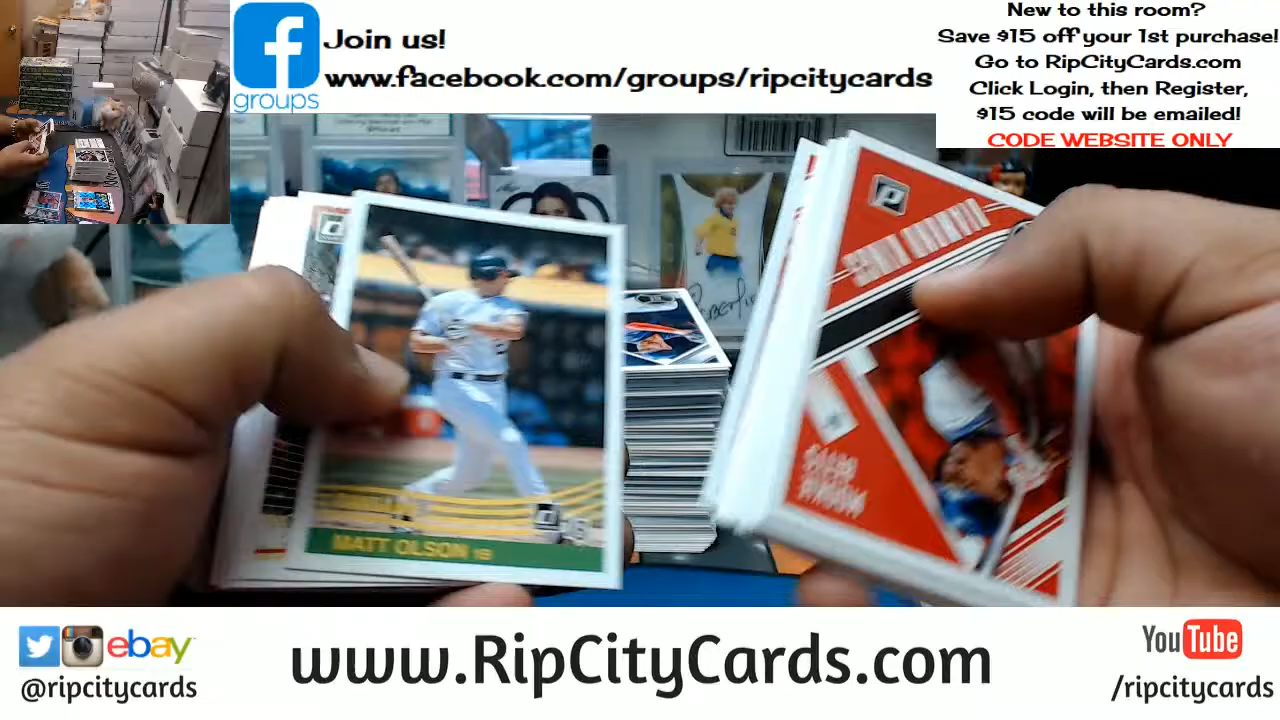 Join us!
www.facebook.com/groups/ripcitycards
groups
New to this room?
Save $15 off your 1st purchase!
Go to RipCityCards.com
Click Login, then Register,
$15 code will be emailed!
CODE WEBSITE ONLY
MATT OLSON 1B
ebay
@ripcitycards
www.RipCityCards.com
YouTube
/ripcitycards